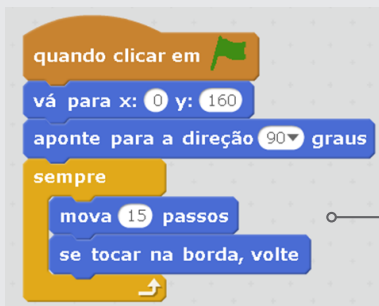 quando clicar em
vá para x: 0 y: 160
aponte para a direção 90 graus
sempre
mova 15 passos
se tocar na borda, volte